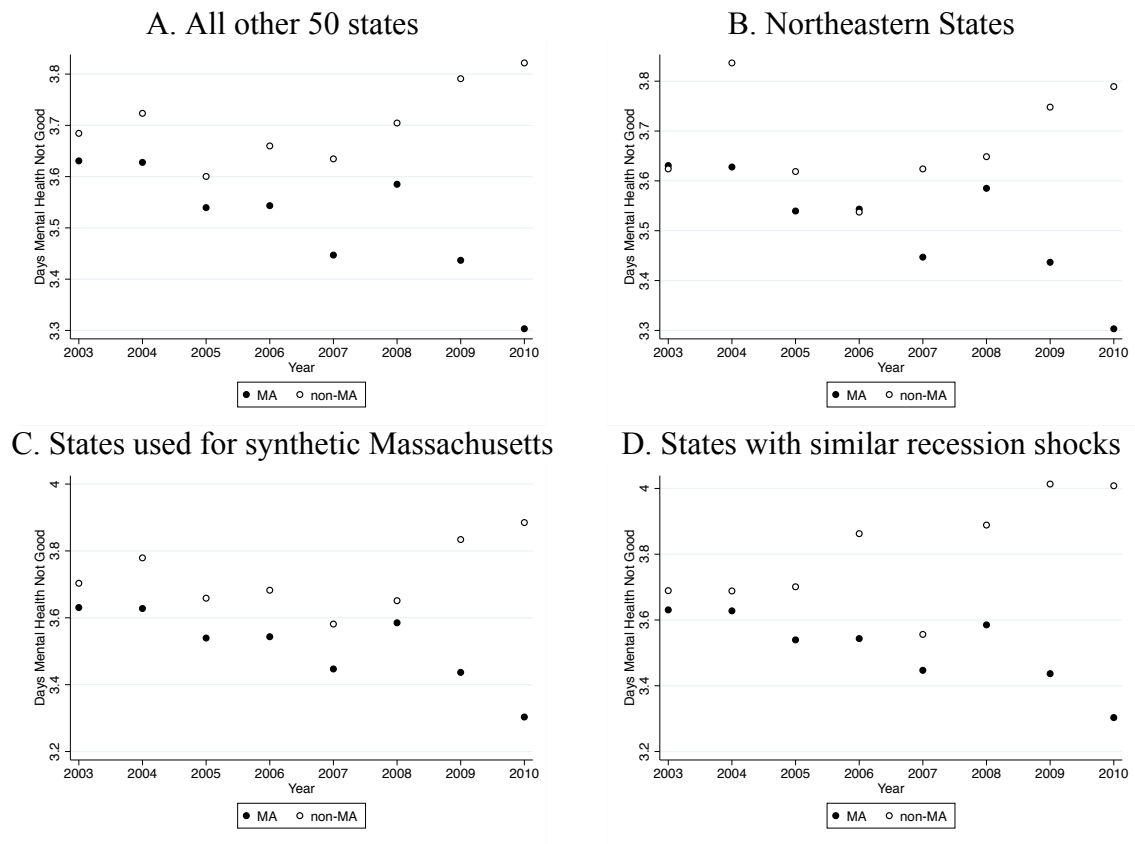 A. All other 50 states
Days Mental Health Not Good
3.8
3.7
3.6
3.5
3.4
3.3
2003 2004 2005 2006 2007 2008 2009 2010
Year
MA non-MA
B. Northeastern States
Days Mental Health Not Good
3.8
3.7
3.6
3.5
3.4
3.3
2003 2004 2005 2006 2007 2008 2009 2010
Year
MA non-MA
C. States used for synthetic Massachusetts
Days Mental Health Not Good
4
3.8
3.6
3.4
3.2
2003 2004 2005 2006 2007 2008 2009 2010
Year
MA non-MA
D. States with similar recession shocks
Days Mental Health Not Good
4
3.8
3.6
3.4
3.2
2003 2004 2005 2006 2007 2008 2009 2010
Year
MA non-MA